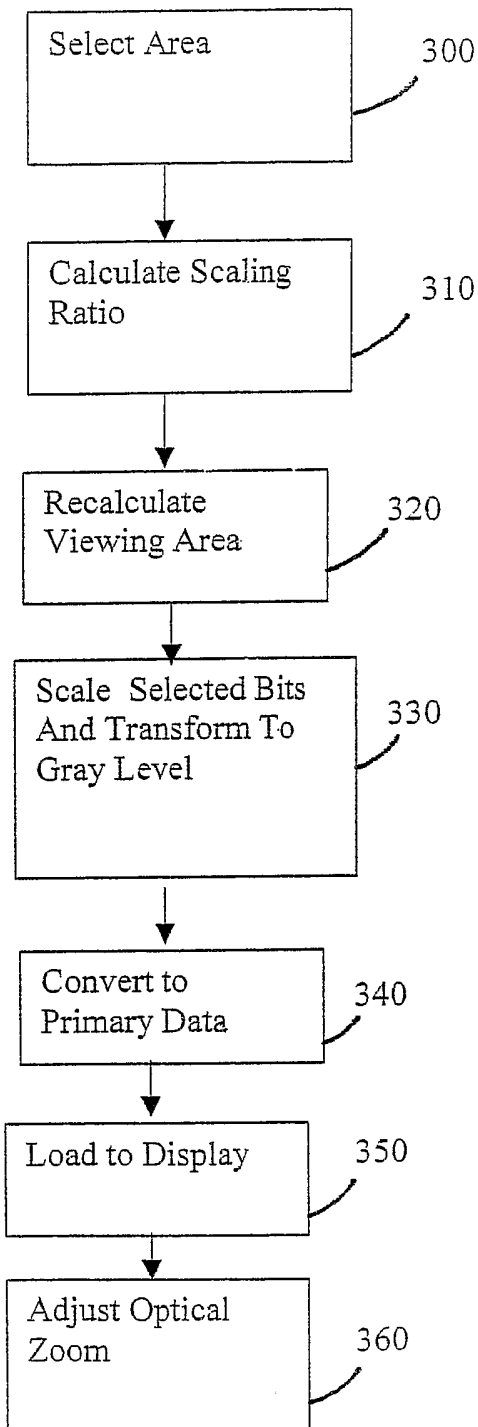 Select Area
300
Calculate Scaling
Ratio
310
Recalculate
Viewing Area
320
Scale Selected Bits
And Transform To
Gray Level
330
Convert to
Primary Data
340
Load to Display
350
Adjust Optical
Zoom
360